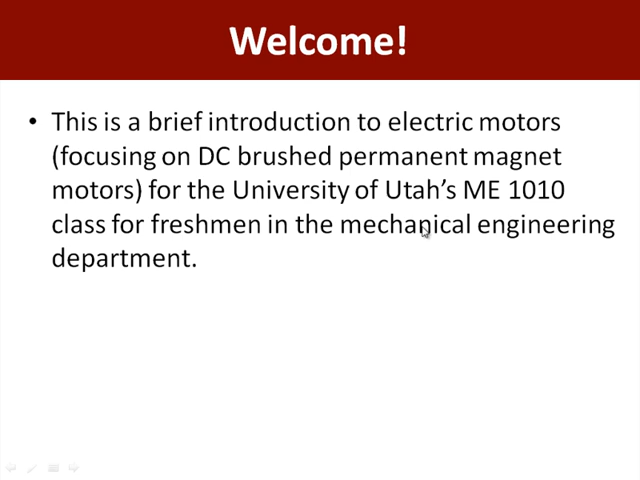 Welcome!
• This is a brief introduction to electric motors
(focusing on DC brushed permanent magnet
motors) for the University of Utah’s ME 1010
class for freshmen in the mechanical engineering
department.